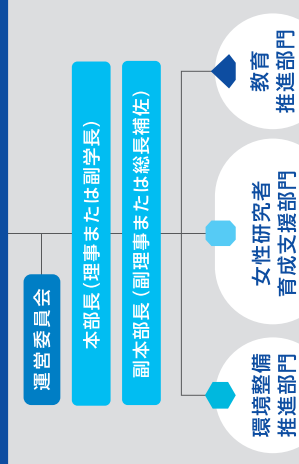 運営委員会
本部長（理事または副学長）
副本部長（副理事または総長補佐）
教育
推進部門
女性研究者
育成支援部門
環境整備
推進部門